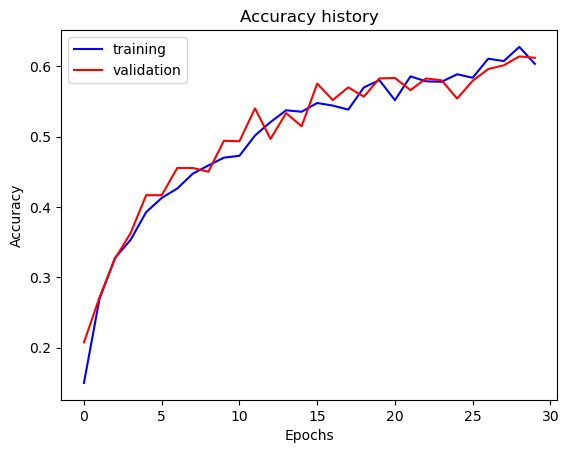 Accuracy history
training
validation
Accuracy
0.6
0.5
0.4
0.3
0.2
0 5 10 15 20 25 30
Epochs